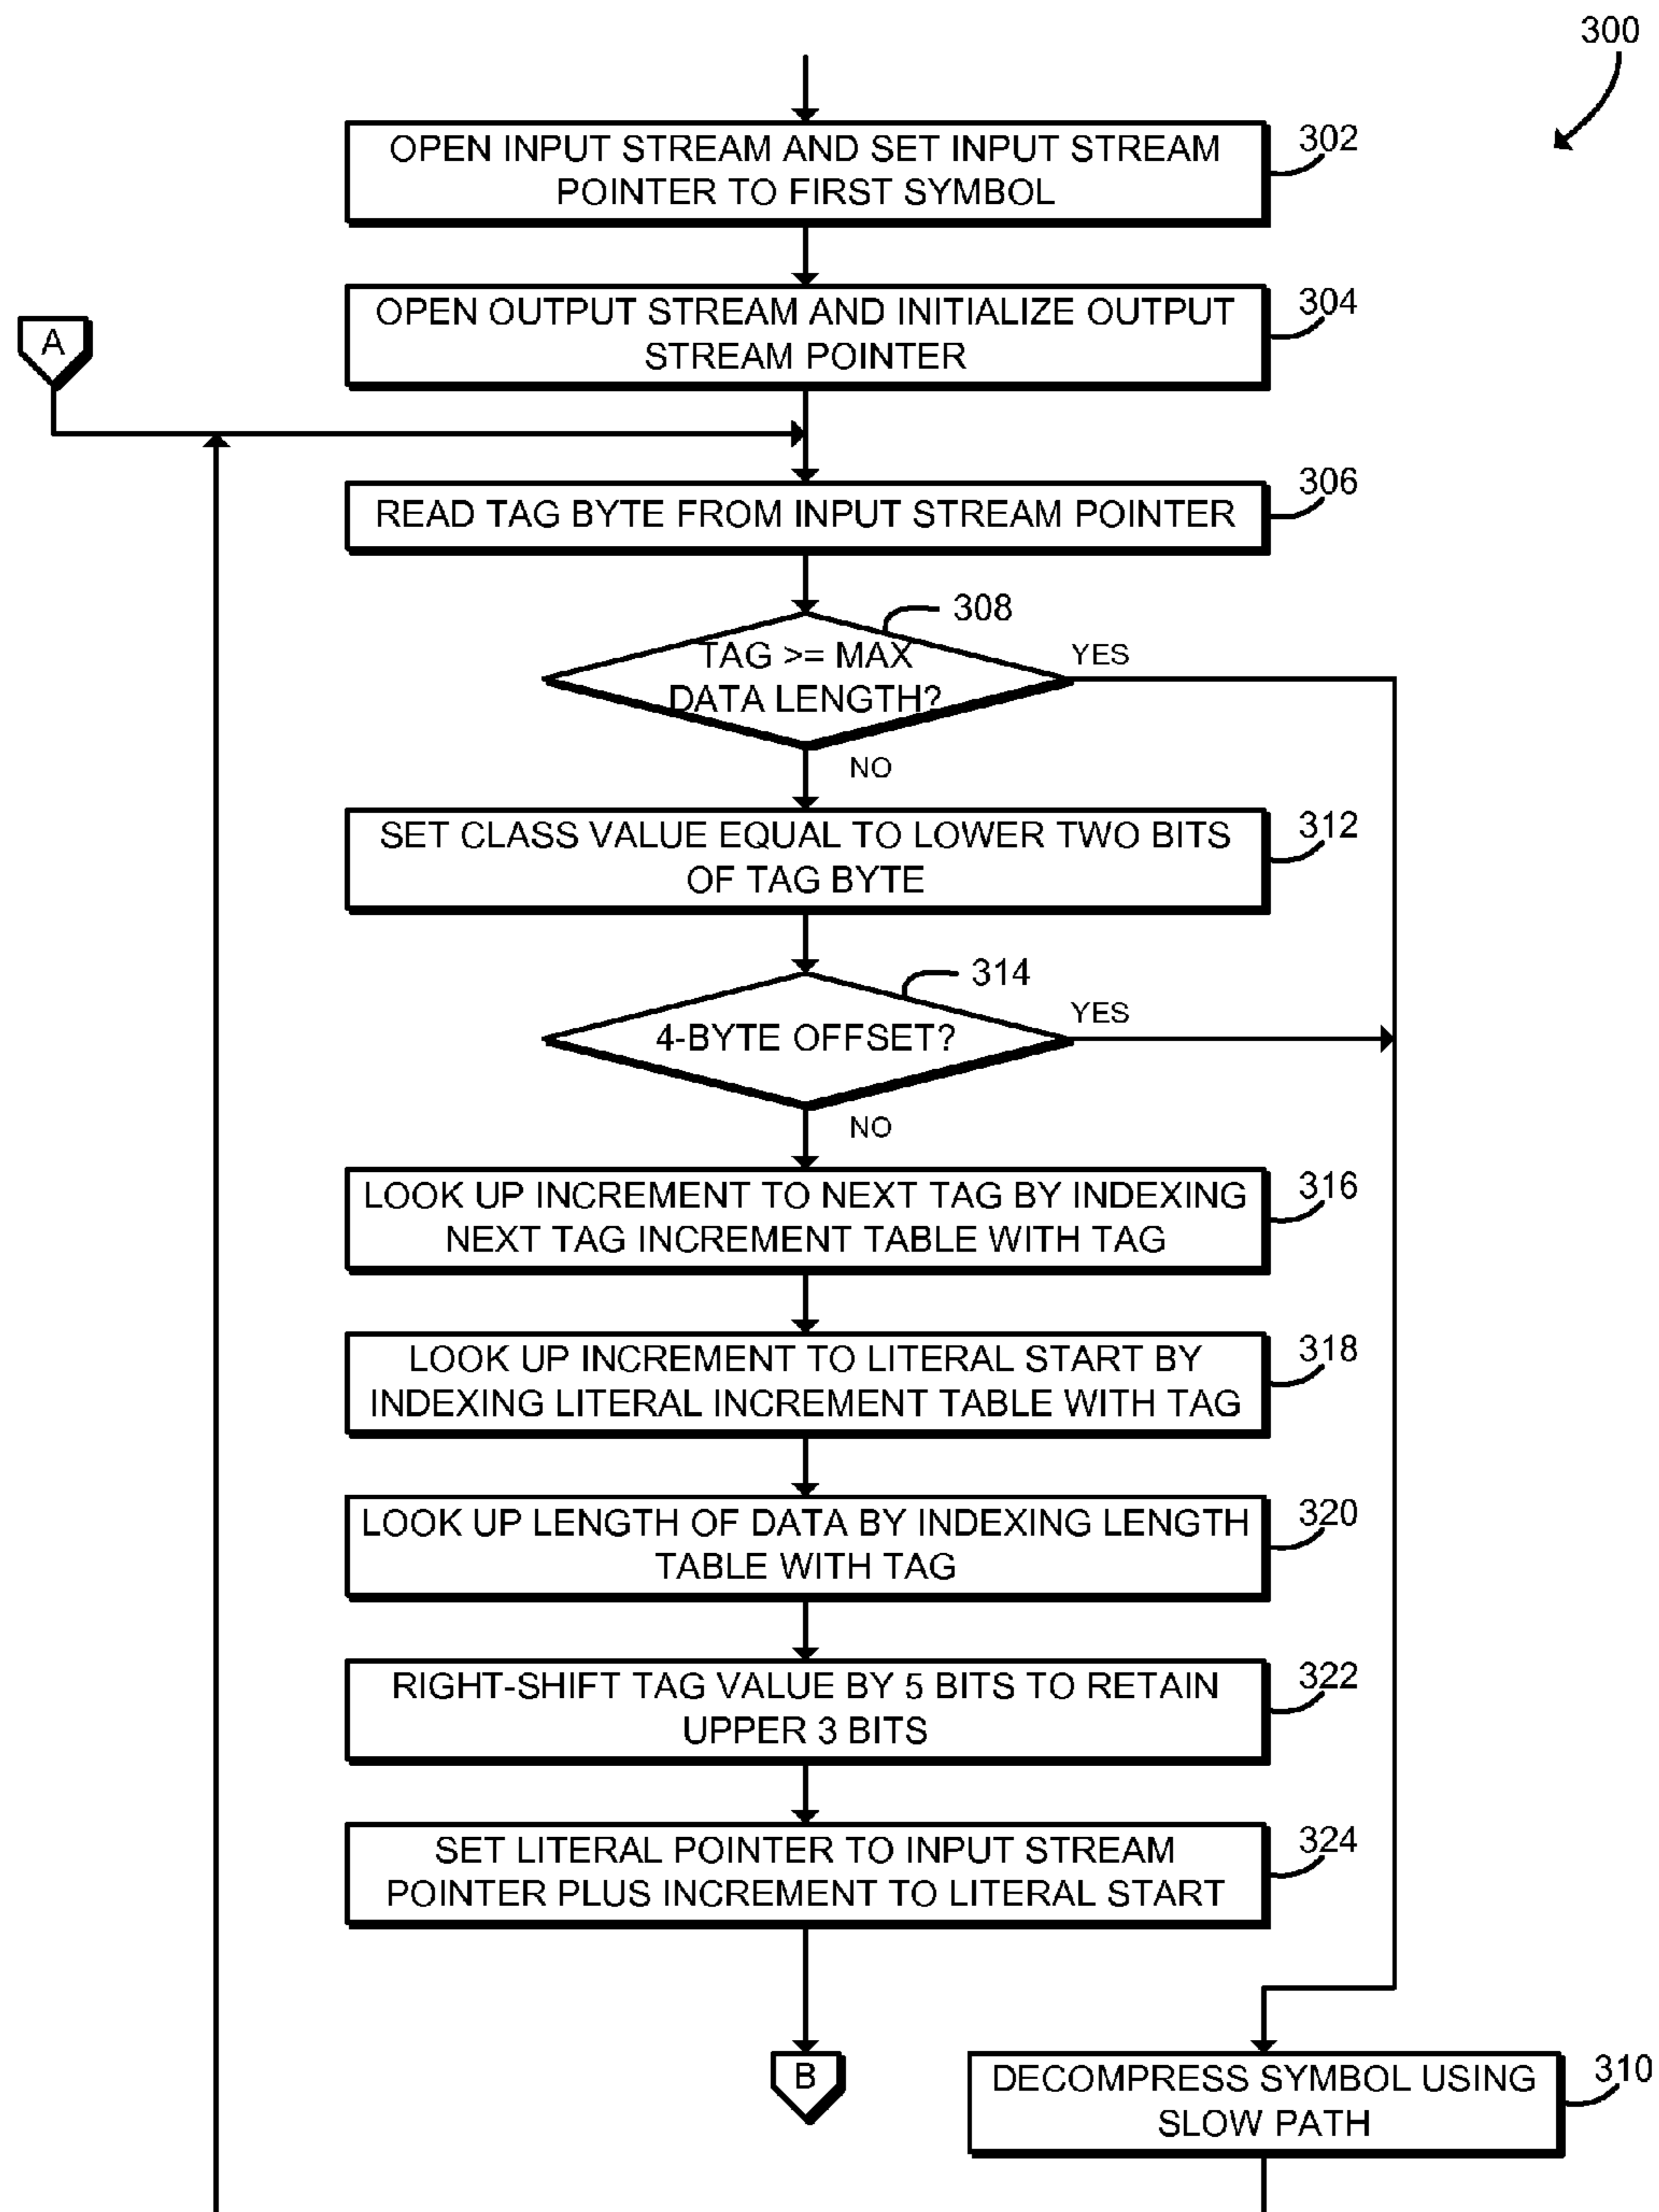 300
OPEN INPUT STREAM AND SET INPUT STREAM
POINTER TO FIRST SYMBOL
302
OPEN OUTPUT STREAM AND INITIALIZE OUTPUT
STREAM POINTER
304
A
READ TAG BYTE FROM INPUT STREAM POINTER
306
308
TAG >= MAX
DATA LENGTH?
YES
NO
SET CLASS VALUE EQUAL TO LOWER TWO BITS
OF TAG BYTE
312
314
4-BYTE OFFSET?
YES
NO
LOOK UP INCREMENT TO NEXT TAG BY INDEXING
NEXT TAG INCREMENT TABLE WITH TAG
316
LOOK UP INCREMENT TO LITERAL START BY
INDEXING LITERAL INCREMENT TABLE WITH TAG
318
LOOK UP LENGTH OF DATA BY INDEXING LENGTH
TABLE WITH TAG
320
RIGHT-SHIFT TAG VALUE BY 5 BITS TO RETAIN
UPPER 3 BITS
322
SET LITERAL POINTER TO INPUT STREAM
POINTER PLUS INCREMENT TO LITERAL START
324
B
DECOMPRESS SYMBOL USING
SLOW PATH
310